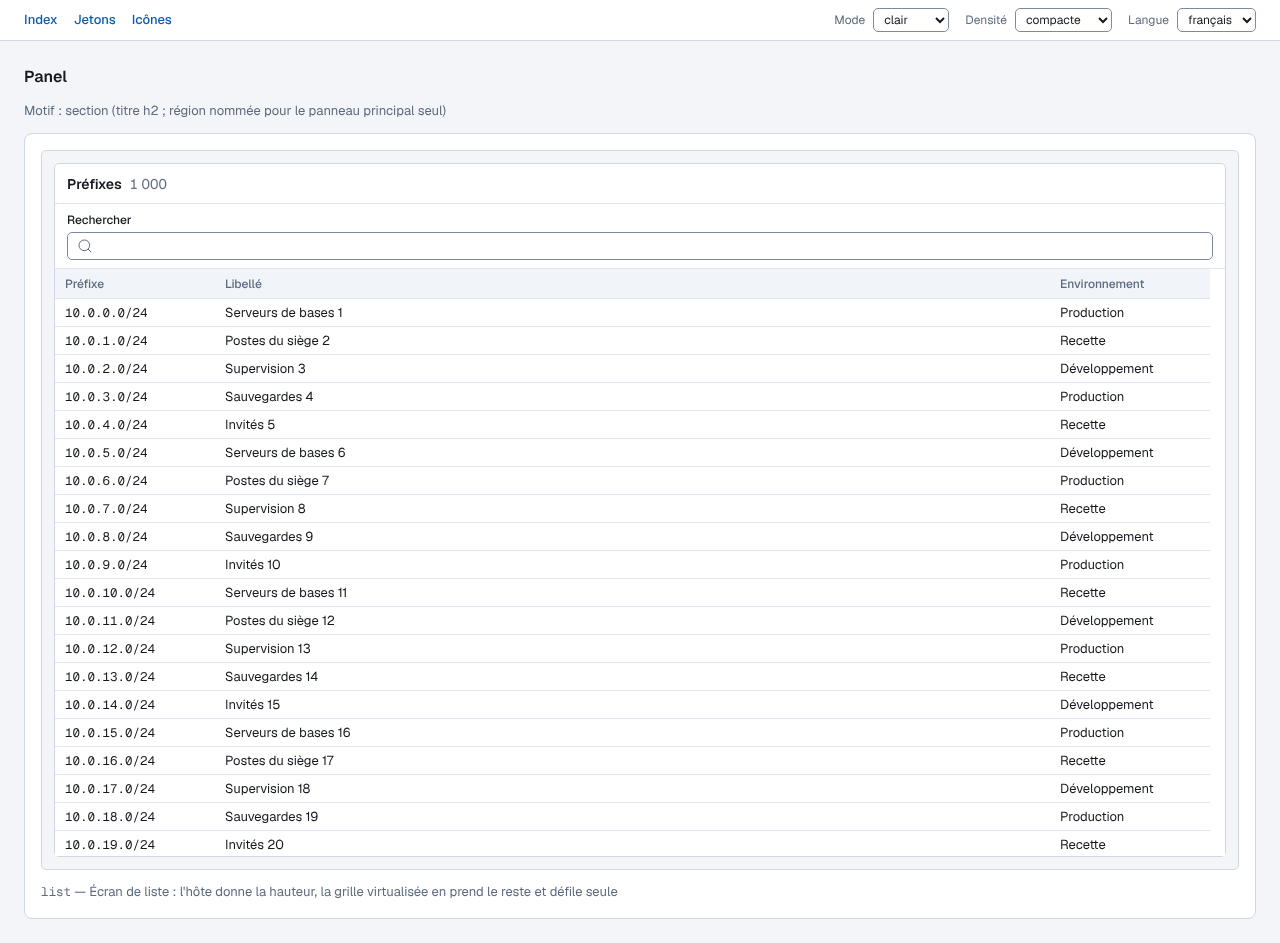 Index Jetons Icônes Mode clair Densité compacte Langue français
Panel
Motif : section (titre h2 ; région nommée pour le panneau principal seul)
Préfixes 1 000
Rechercher
Préfixe Libellé Environnement
10.0.0.0/24 Serveurs de bases 1 Production
10.0.1.0/24 Postes du siège 2 Recette
10.0.2.0/24 Supervision 3 Développement
10.0.3.0/24 Sauvegardes 4 Production
10.0.4.0/24 Invités 5 Recette
10.0.5.0/24 Serveurs de bases 6 Développement
10.0.6.0/24 Postes du siège 7 Production
10.0.7.0/24 Supervision 8 Recette
10.0.8.0/24 Sauvegardes 9 Développement
10.0.9.0/24 Invités 10 Production
10.0.10.0/24 Serveurs de bases 11 Recette
10.0.11.0/24 Postes du siège 12 Développement
10.0.12.0/24 Supervision 13 Production
10.0.13.0/24 Sauvegardes 14 Recette
10.0.14.0/24 Invités 15 Développement
10.0.15.0/24 Serveurs de bases 16 Production
10.0.16.0/24 Postes du siège 17 Recette
10.0.17.0/24 Supervision 18 Développement
10.0.18.0/24 Sauvegardes 19 Production
10.0.19.0/24 Invités 20 Recette
list — Écran de liste : l'hôte donne la hauteur, la grille virtualisée en prend le reste et défile seule